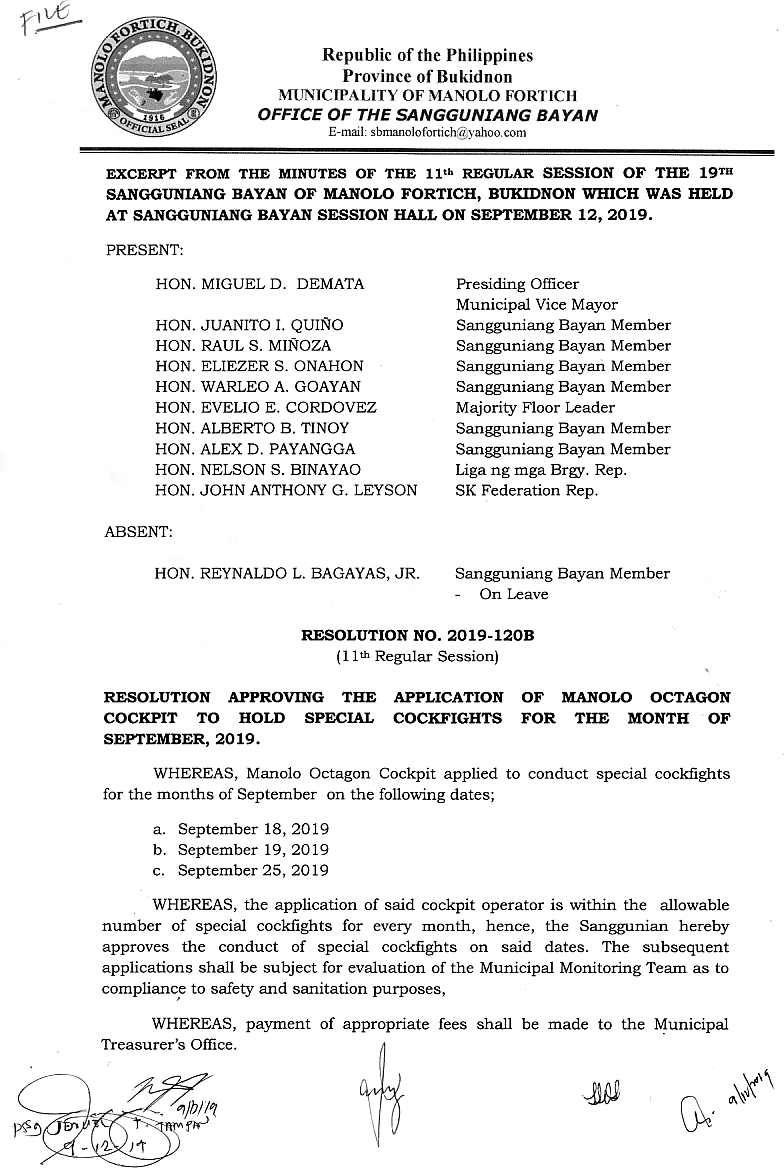 FILE
MANOLO FORTICH, BUKIDNON
1916
OFFICIAL SEAL
Republic of the Philippines
Province of Bukidnon
MUNICIPALITY OF MANOLO FORTICH
OFFICE OF THE SANGGUNIANG BAYAN
E-mail: sbmanolofortich@yahoo.com
EXCERPT FROM THE MINUTES OF THE 11th REGULAR SESSION OF THE 19TH
SANGGUNIANG BAYAN OF MANOLO FORTICH, BUKIDNON WHICH WAS HELD
AT SANGGUNIANG BAYAN SESSION HALL ON SEPTEMBER 12, 2019.
PRESENT:
HON. MIGUEL D. DEMATA Presiding Officer
Municipal Vice Mayor
HON. JUANITO I. QUIÑO Sangguniang Bayan Member
HON. RAUL S. MIÑOZA Sangguniang Bayan Member
HON. ELIEZER S. ONAHON Sangguniang Bayan Member
HON. WARLEO A. GOAYAN Sangguniang Bayan Member
HON. EVELIO E. CORDOVEZ Majority Floor Leader
HON. ALBERTO B. TINOY Sangguniang Bayan Member
HON. ALEX D. PAYANGGA Sangguniang Bayan Member
HON. NELSON S. BINAYAO Liga ng mga Brgy. Rep.
HON. JOHN ANTHONY G. LEYSON SK Federation Rep.
ABSENT:
HON. REYNALDO L. BAGAYAS, JR. Sangguniang Bayan Member
- On Leave
RESOLUTION NO. 2019-120B
(11th Regular Session)
RESOLUTION APPROVING THE APPLICATION OF MANOLO OCTAGON
COCKPIT TO HOLD SPECIAL COCKFIGHTS FOR THE MONTH OF
SEPTEMBER, 2019.
WHEREAS, Manolo Octagon Cockpit applied to conduct special cockfights
for the months of September on the following dates;
a. September 18, 2019
b. September 19, 2019
c. September 25, 2019
WHEREAS, the application of said cockpit operator is within the allowable
number of special cockfights for every month, hence, the Sanggunian hereby
approves the conduct of special cockfights on said dates. The subsequent
applications shall be subject for evaluation of the Municipal Monitoring Team as to
compliance to safety and sanitation purposes,
WHEREAS, payment of appropriate fees shall be made to the Municipal
Treasurer's Office.
9/12/2019
9/12/19
T. TAMPA
9-12-19